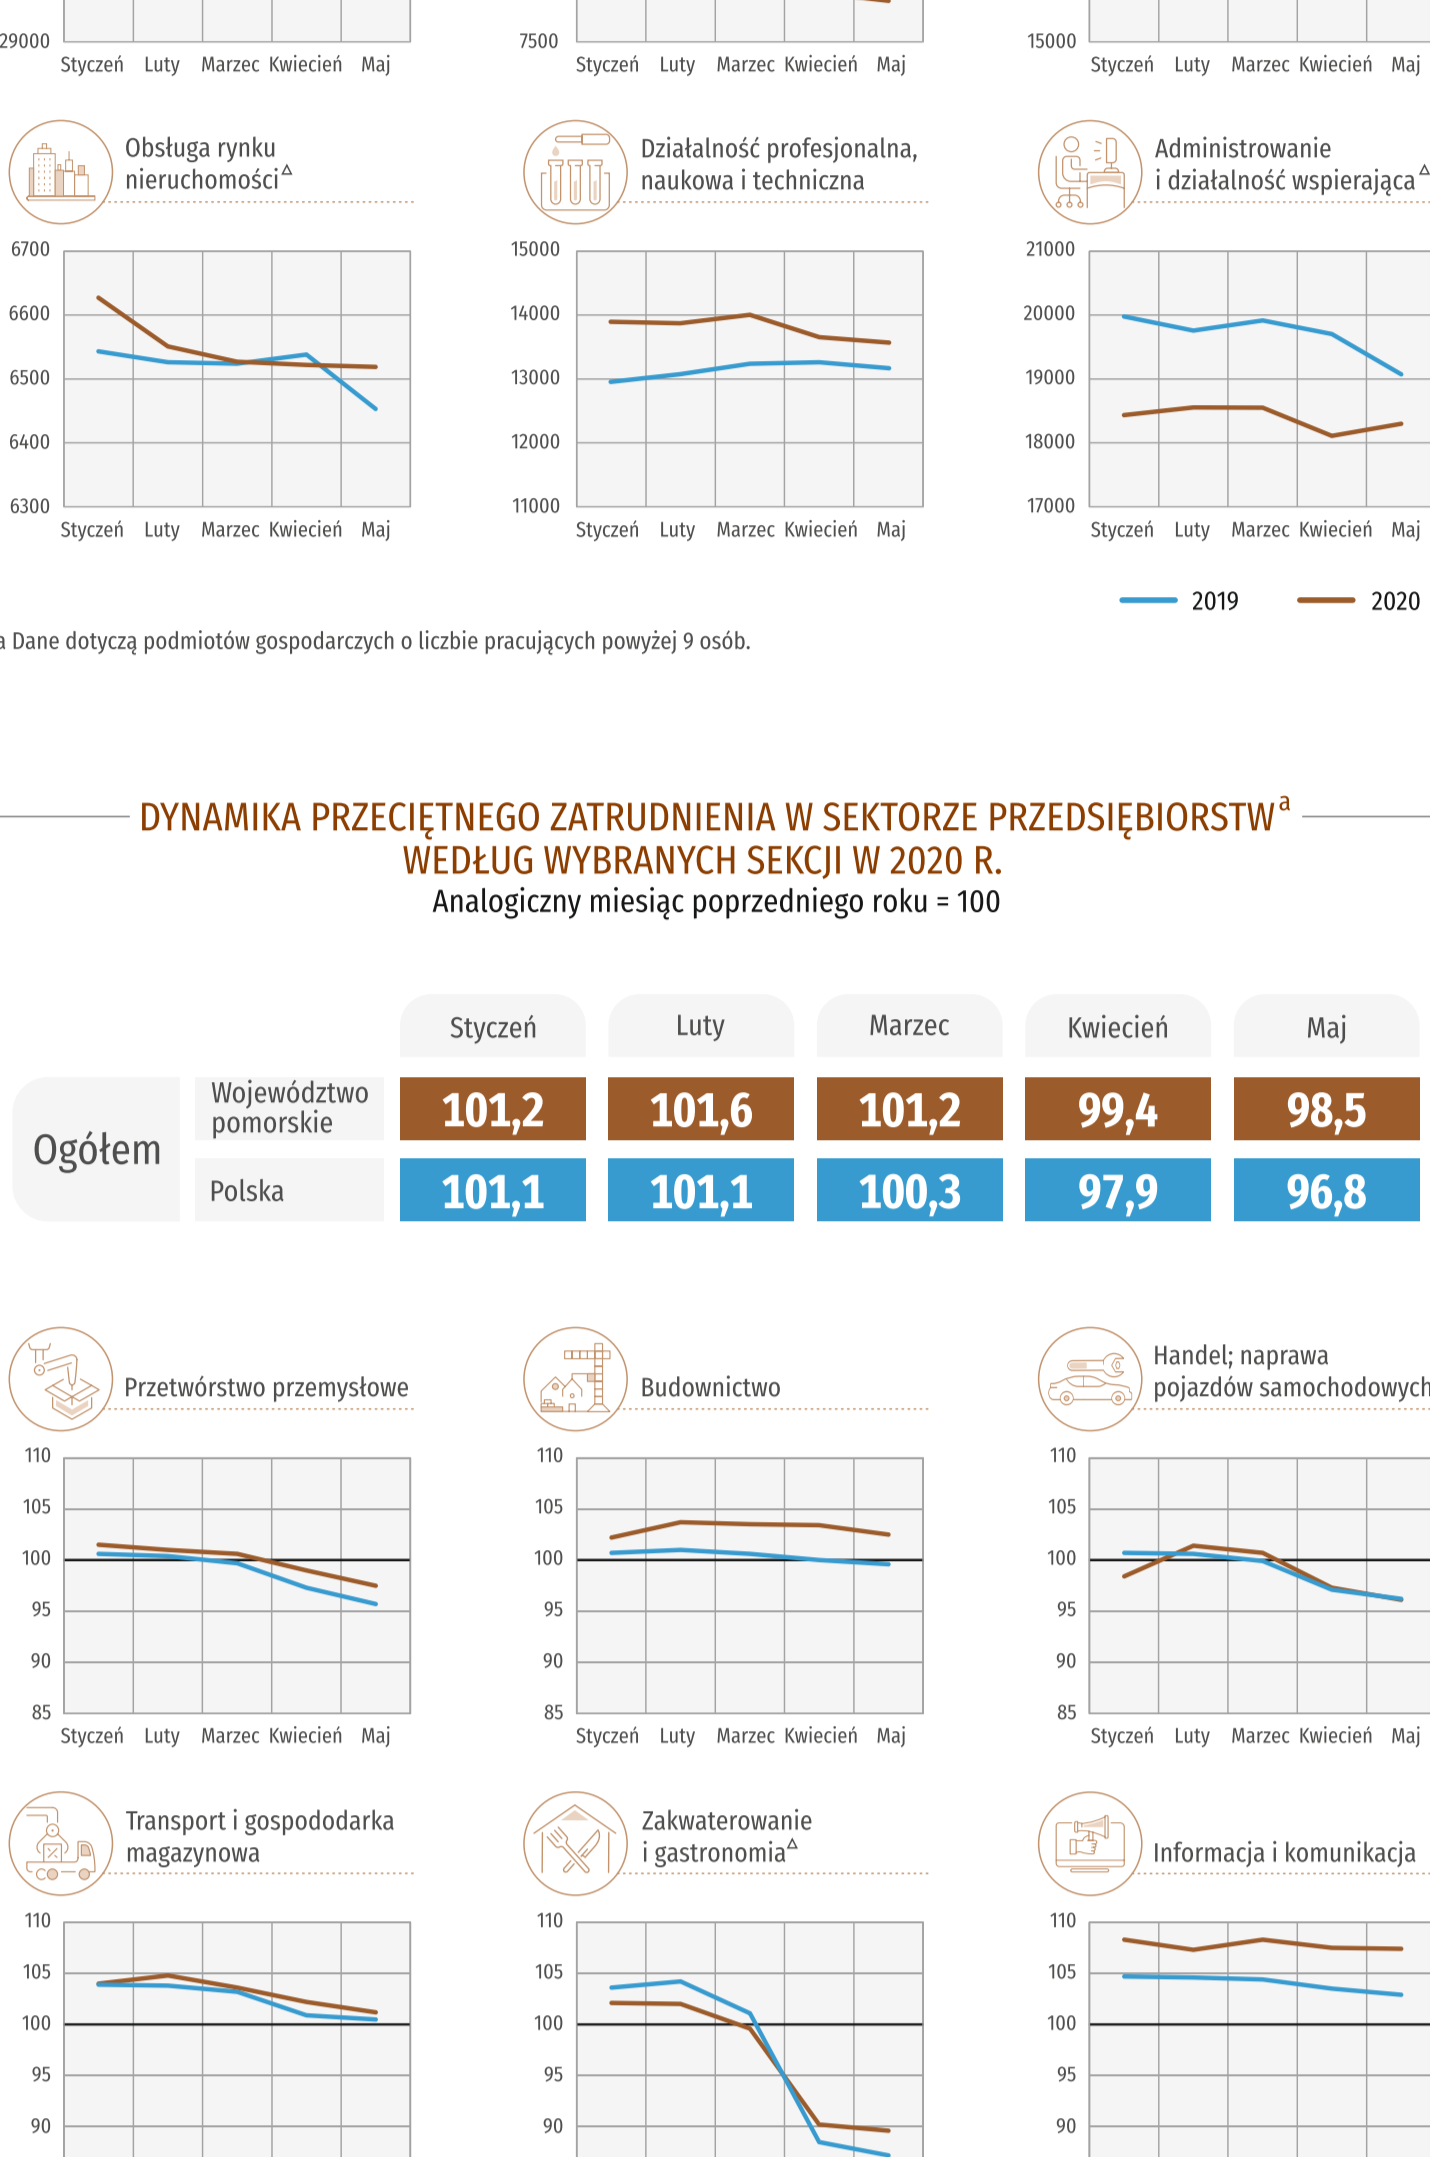 29000
Styczeń Luty Marzec Kwiecień Maj
7500
Styczeń Luty Marzec Kwiecień Maj
15000
Styczeń Luty Marzec Kwiecień Maj
Obsługa rynku
nieruchomości△
6700
6600
6500
6400
6300
Styczeń Luty Marzec Kwiecień Maj
Działalność profesjonalna,
naukowa i techniczna
15000
14000
13000
12000
11000
Styczeń Luty Marzec Kwiecień Maj
Administrowanie
i działalność wspierająca△
21000
20000
19000
18000
17000
Styczeń Luty Marzec Kwiecień Maj
2019 2020
a Dane dotyczą podmiotów gospodarczych o liczbie pracujących powyżej 9 osób.
DYNAMIKA PRZECIĘTNEGO ZATRUDNIENIA W SEKTORZE PRZEDSIĘBIORSTW a
WEDŁUG WYBRANYCH SEKCJI W 2020 R.
Analogiczny miesiąc poprzedniego roku = 100
Styczeń Luty Marzec Kwiecień Maj
Ogółem
Województwo
pomorskie
101,2 101,6 101,2 99,4 98,5
Polska
101,1 101,1 100,3 97,9 96,8
Przetwórstwo przemysłowe
110
105
100
95
90
85
Styczeń Luty Marzec Kwiecień Maj
Budownictwo
110
105
100
95
90
85
Styczeń Luty Marzec Kwiecień Maj
Handel; naprawa
pojazdów samochodowych
110
105
100
95
90
85
Styczeń Luty Marzec Kwiecień Maj
Transport i gospododarka
magazynowa
110
105
100
95
90
Zakwaterowanie
i gastronomia△
110
105
100
95
90
Informacja i komunikacja
110
105
100
95
90